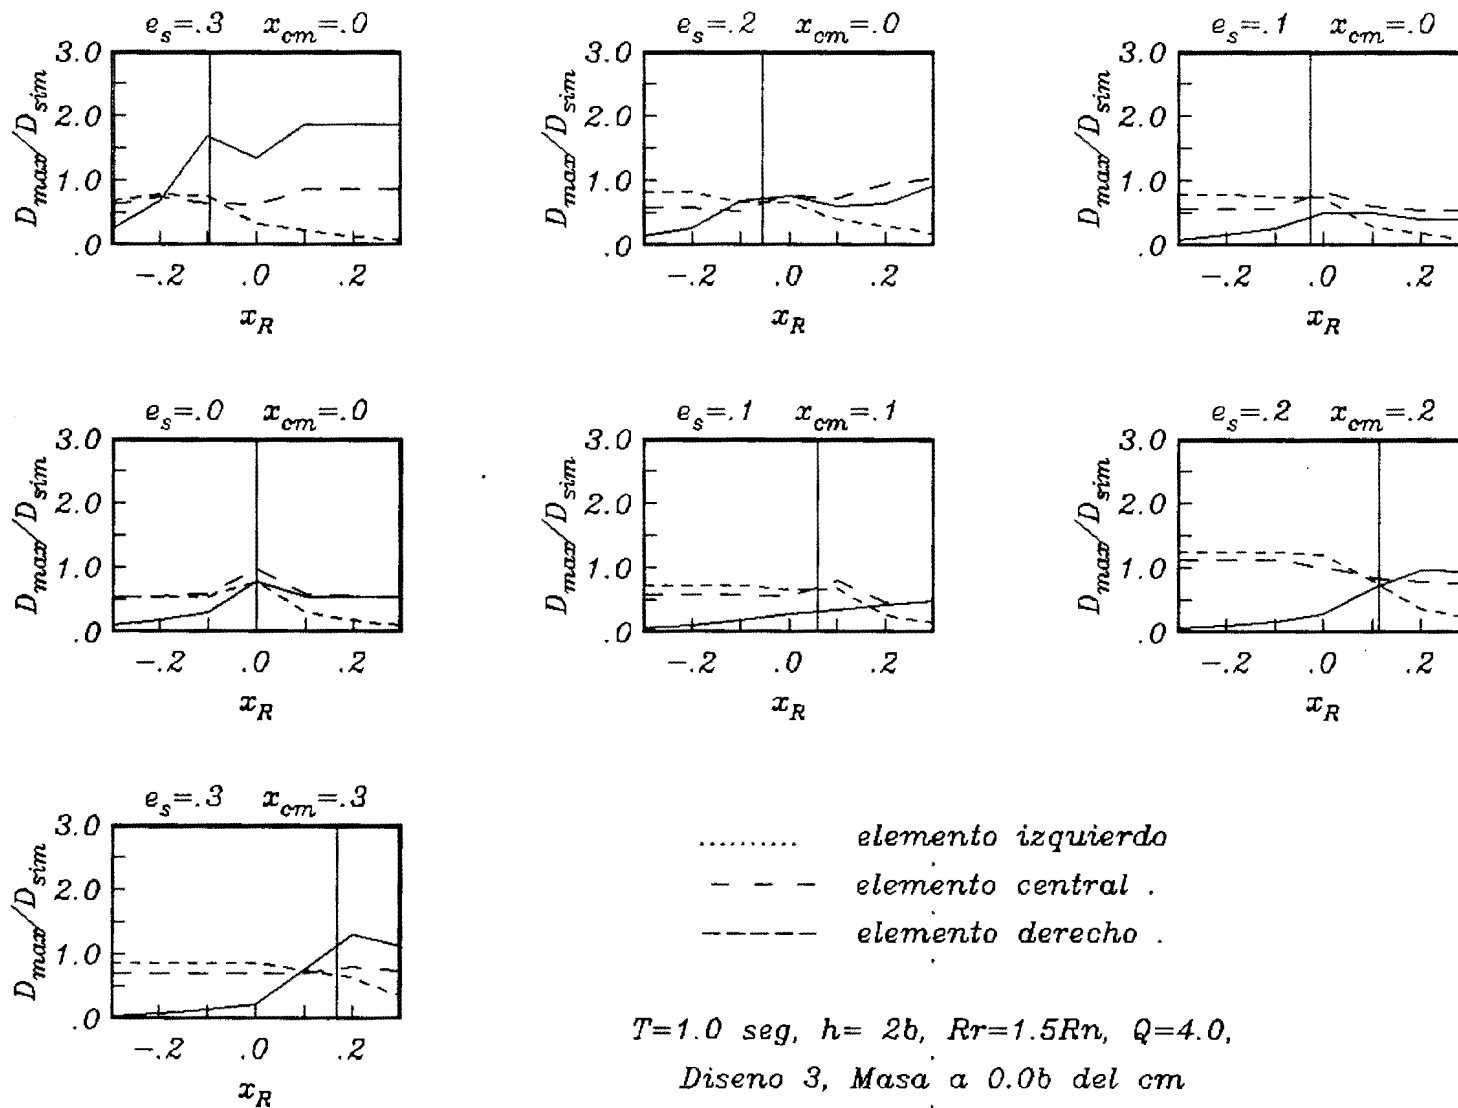 e_s=.3 x_cm=.0
3.0
2.0
1.0
.0
D_max/D_sim
-.2 .0 .2
x_R
e_s=.2 x_cm=.0
3.0
2.0
1.0
.0
D_max/D_sim
-.2 .0 .2
x_R
e_s=.1 x_cm=.0
3.0
2.0
1.0
.0
D_max/D_sim
-.2 .0 .2
x_R
e_s=.0 x_cm=.0
3.0
2.0
1.0
.0
D_max/D_sim
-.2 .0 .2
x_R
e_s=.1 x_cm=.1
3.0
2.0
1.0
.0
D_max/D_sim
-.2 .0 .2
x_R
e_s=.2 x_cm=.2
3.0
2.0
1.0
.0
D_max/D_sim
-.2 .0 .2
x_R
e_s=.3 x_cm=.3
3.0
2.0
1.0
.0
D_max/D_sim
-.2 .0 .2
x_R
elemento izquierdo
elemento central .
elemento derecho .
T=1.0 seg, h= 2b, Rr=1.5Rn, Q=4.0,
Diseno 3, Masa a 0.0b del cm